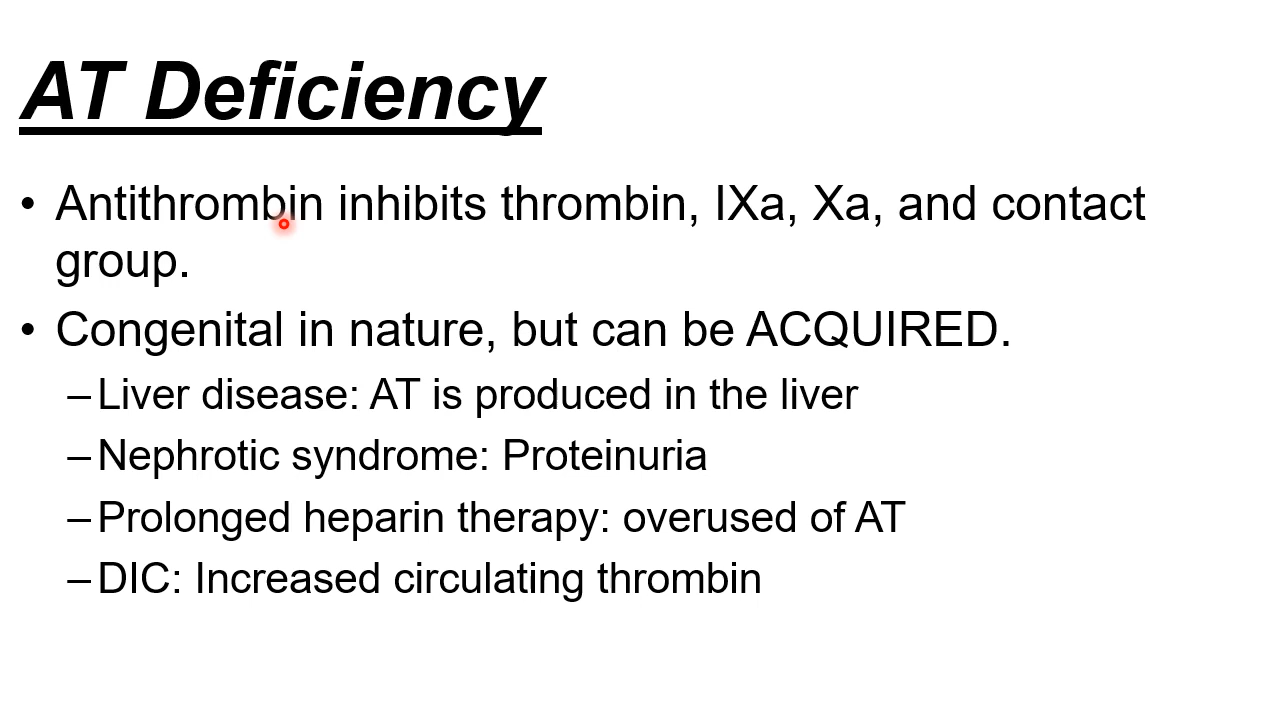 AT Deficiency
• Antithrombin inhibits thrombin, IXa, Xa, and contact
group.
• Congenital in nature, but can be ACQUIRED.
– Liver disease: AT is produced in the liver
– Nephrotic syndrome: Proteinuria
– Prolonged heparin therapy: overused of AT
– DIC: Increased circulating thrombin